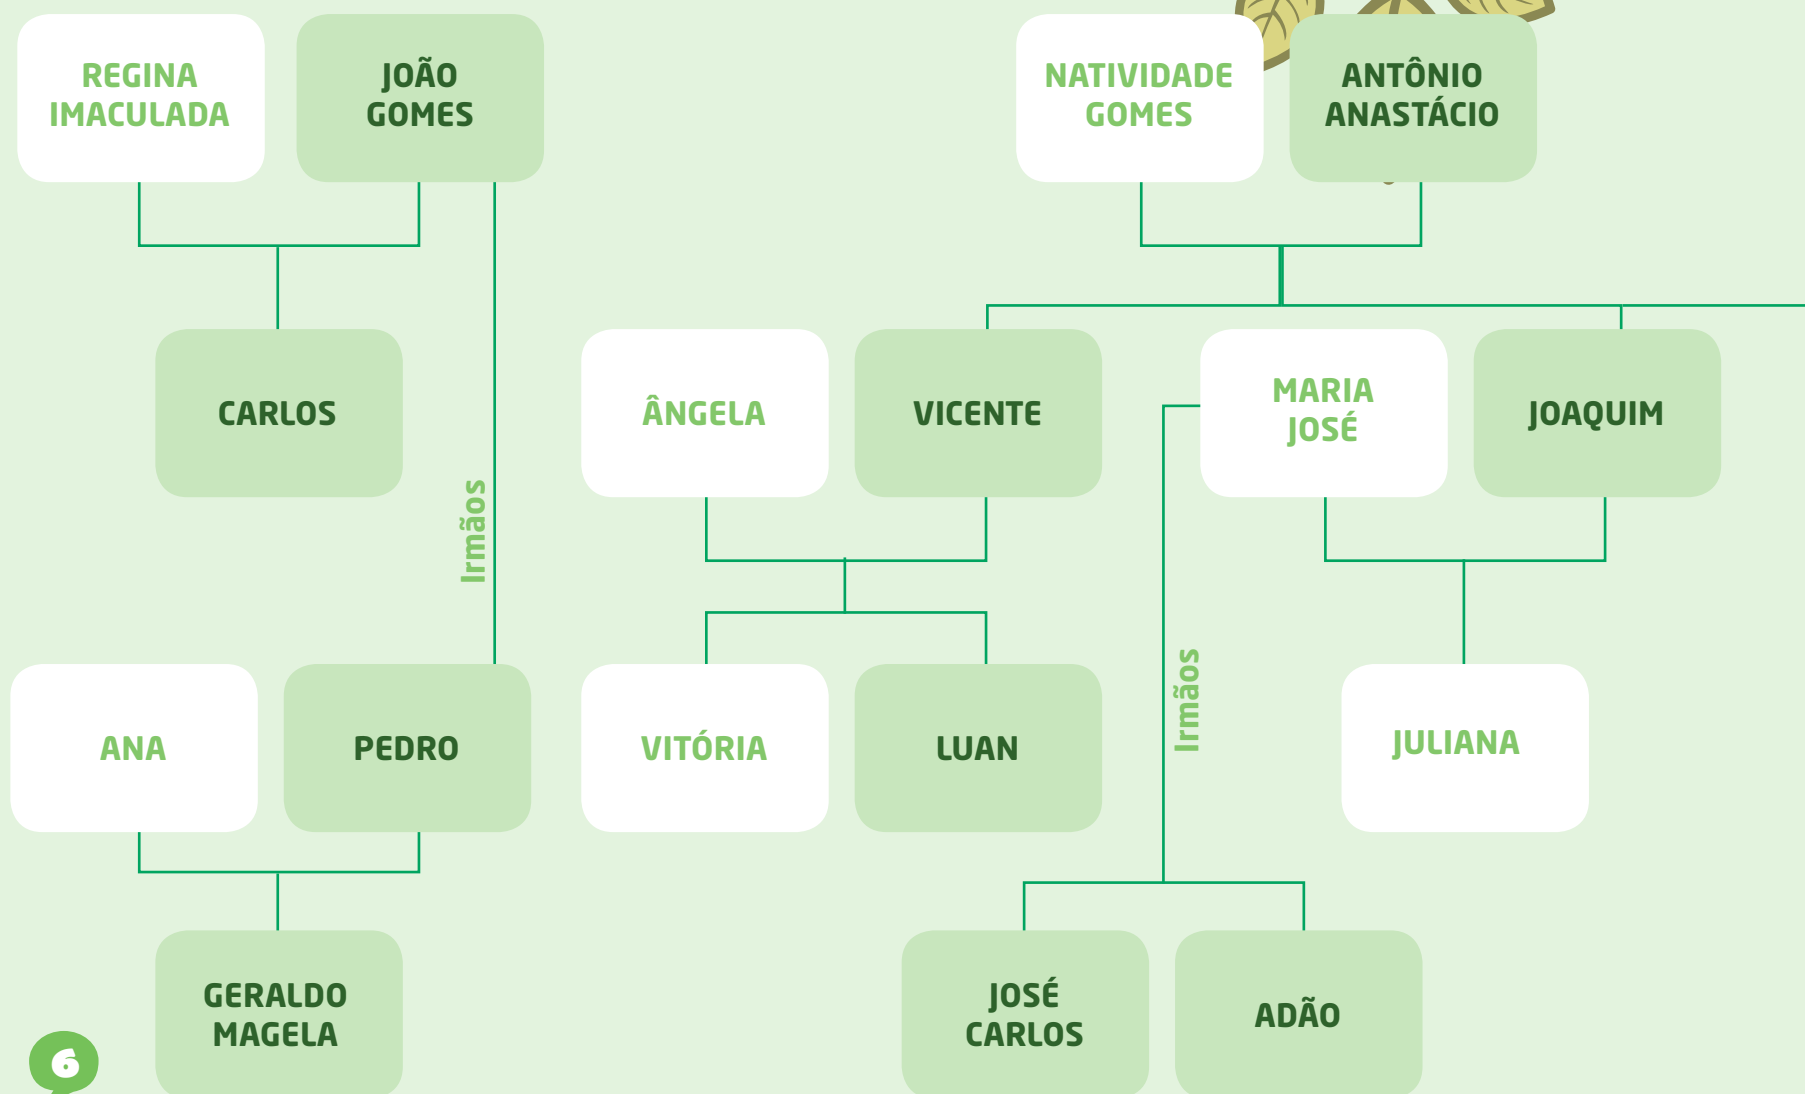 REGINA
IMACULADA
JOÃO
GOMES
NATIVIDADE
GOMES
ANTÔNIO
ANASTÁCIO
CARLOS
ÂNGELA
VICENTE
MARIA
JOSÉ
JOAQUIM
Irmãos
Irmãos
ANA
PEDRO
VITÓRIA
LUAN
JULIANA
GERALDO
MAGELA
JOSÉ
CARLOS
ADÃO
6